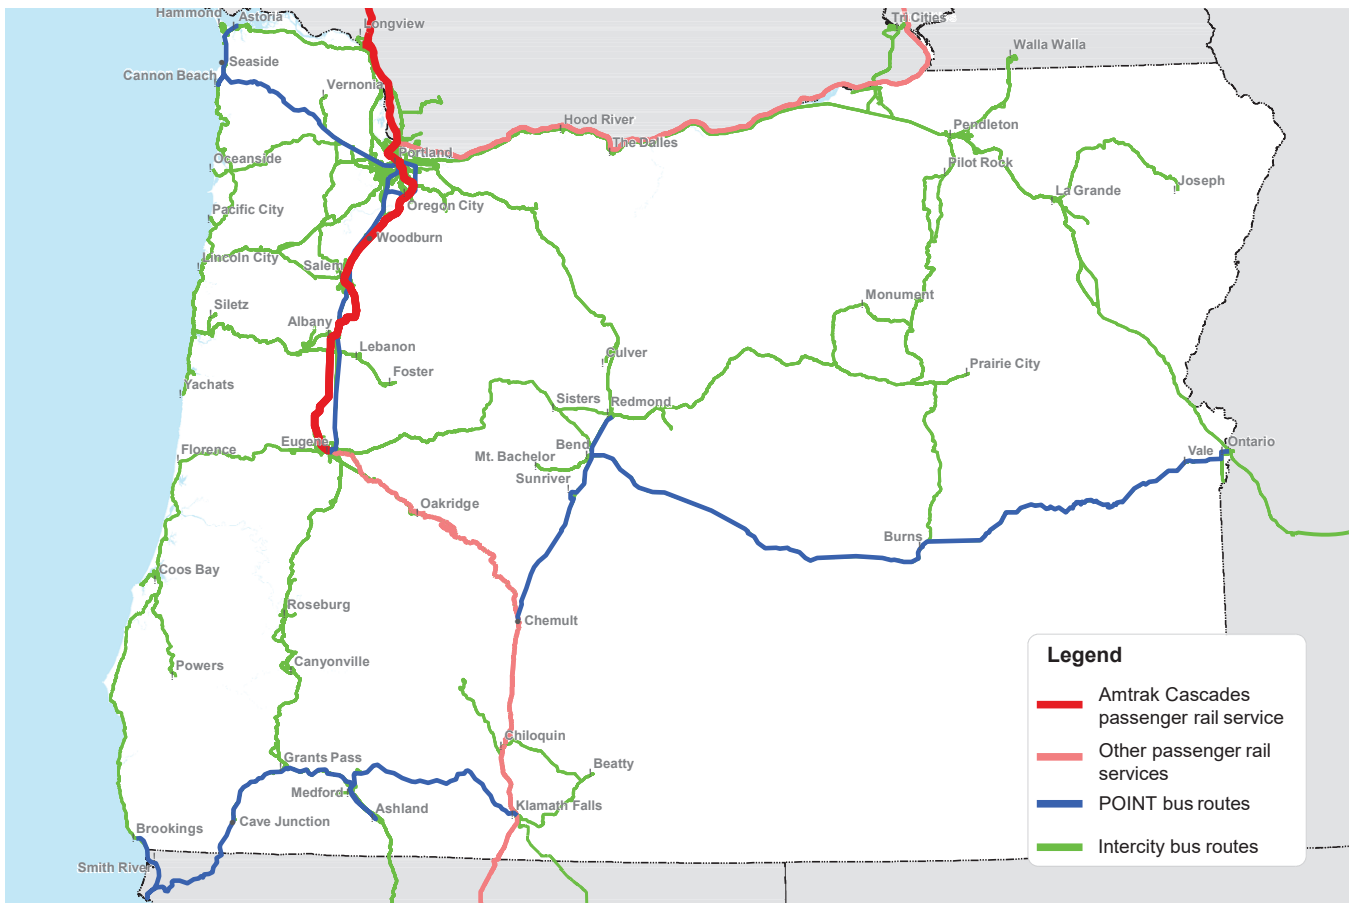 Hammond
Astoria
Longview
Tri Cities
Walla Walla
Seaside
Cannon Beach
Vernonia
Hood River
Pendleton
The Dalles
Portland
Oceanside
Pilot Rock
La Grande
Joseph
Pacific City
Oregon City
Woodburn
Lincoln City
Salem
Monument
Siletz
Albany
Lebanon
Culver
Foster
Prairie City
Yachats
Sisters
Redmond
Eugene
Bend
Ontario
Florence
Mt. Bachelor
Vale
Sunriver
Oakridge
Burns
Coos Bay
Roseburg
Chemult
Canyonville
Powers
Chiloquin
Grants Pass
Beatty
Medford
Ashland
Klamath Falls
Cave Junction
Brookings
Smith River
Legend
Amtrak Cascades
passenger rail service
Other passenger rail
services
POINT bus routes
Intercity bus routes